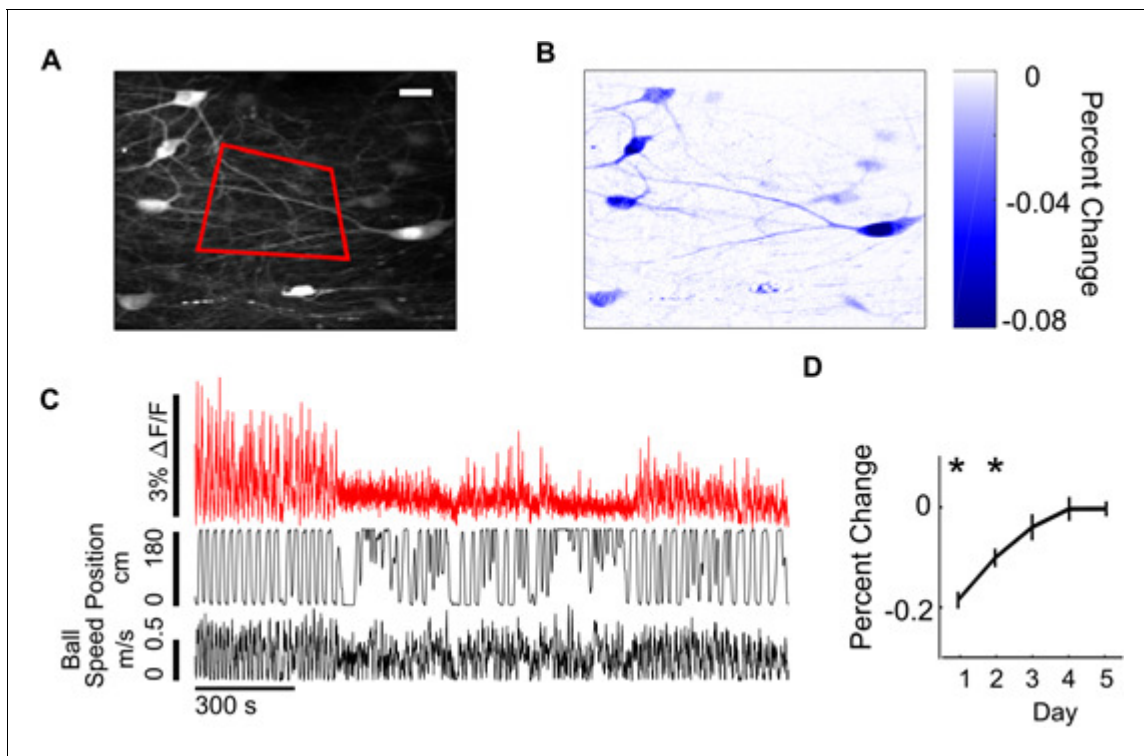 A
B
0
-0.04
-0.08
Percent Change
C
3% ΔF/F
Position
cm
0 180
Ball
Speed
m/s
0 0.5
300 s
D
Percent Change
* *
0
-0.2
1 2 3 4 5
Day